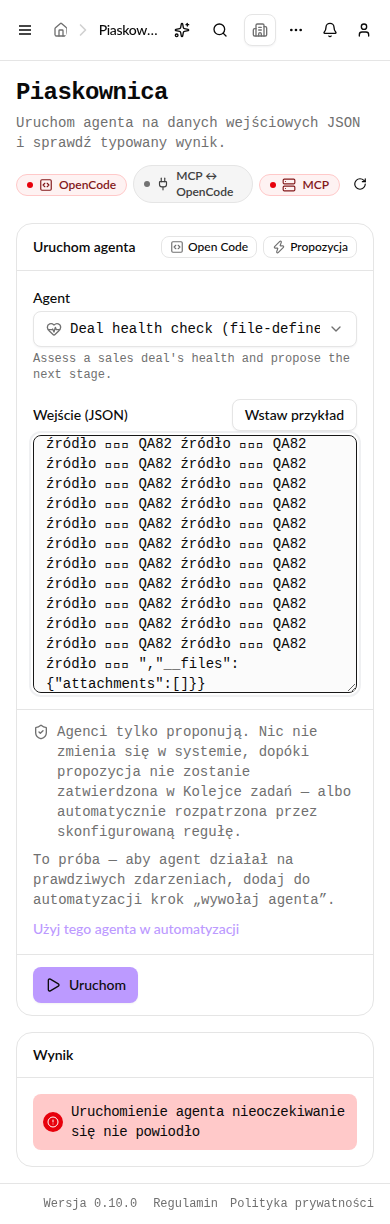 Piaskow...
Piaskownica
Uruchom agenta na danych wejściowych JSON
i sprawdź typowany wynik.
OpenCode
MCP ↔
OpenCode
MCP
Uruchom agenta
Open Code
Propozycja
Agent
Deal health check (file-define
Assess a sales deal's health and propose the
next stage.
Wejście (JSON)
Wstaw przykład
źródło □□□ QA82 źródło □□□ QA82
źródło □□□ QA82 źródło □□□ QA82
źródło □□□ QA82 źródło □□□ QA82
źródło □□□ QA82 źródło □□□ QA82
źródło □□□ QA82 źródło □□□ QA82
źródło □□□ QA82 źródło □□□ QA82
źródło □□□ QA82 źródło □□□ QA82
źródło □□□ QA82 źródło □□□ QA82
źródło □□□ QA82 źródło □□□ QA82
źródło □□□ QA82 źródło □□□ QA82
źródło □□□ QA82 źródło □□□ QA82
źródło □□□ ","__files":
{"attachments":[]}}
Agenci tylko proponują. Nic nie
zmienia się w systemie, dopóki
propozycja nie zostanie
zatwierdzona w Kolejce zadań — albo
automatycznie rozpatrzona przez
skonfigurowaną regułę.
To próba — aby agent działał na
prawdziwych zdarzeniach, dodaj do
automatyzacji krok „wywołaj agenta”.
Użyj tego agenta w automatyzacji
Uruchom
Wynik
Uruchomienie agenta nieoczekiwanie
się nie powiodło
Wersja 0.10.0 Regulamin Polityka prywatności